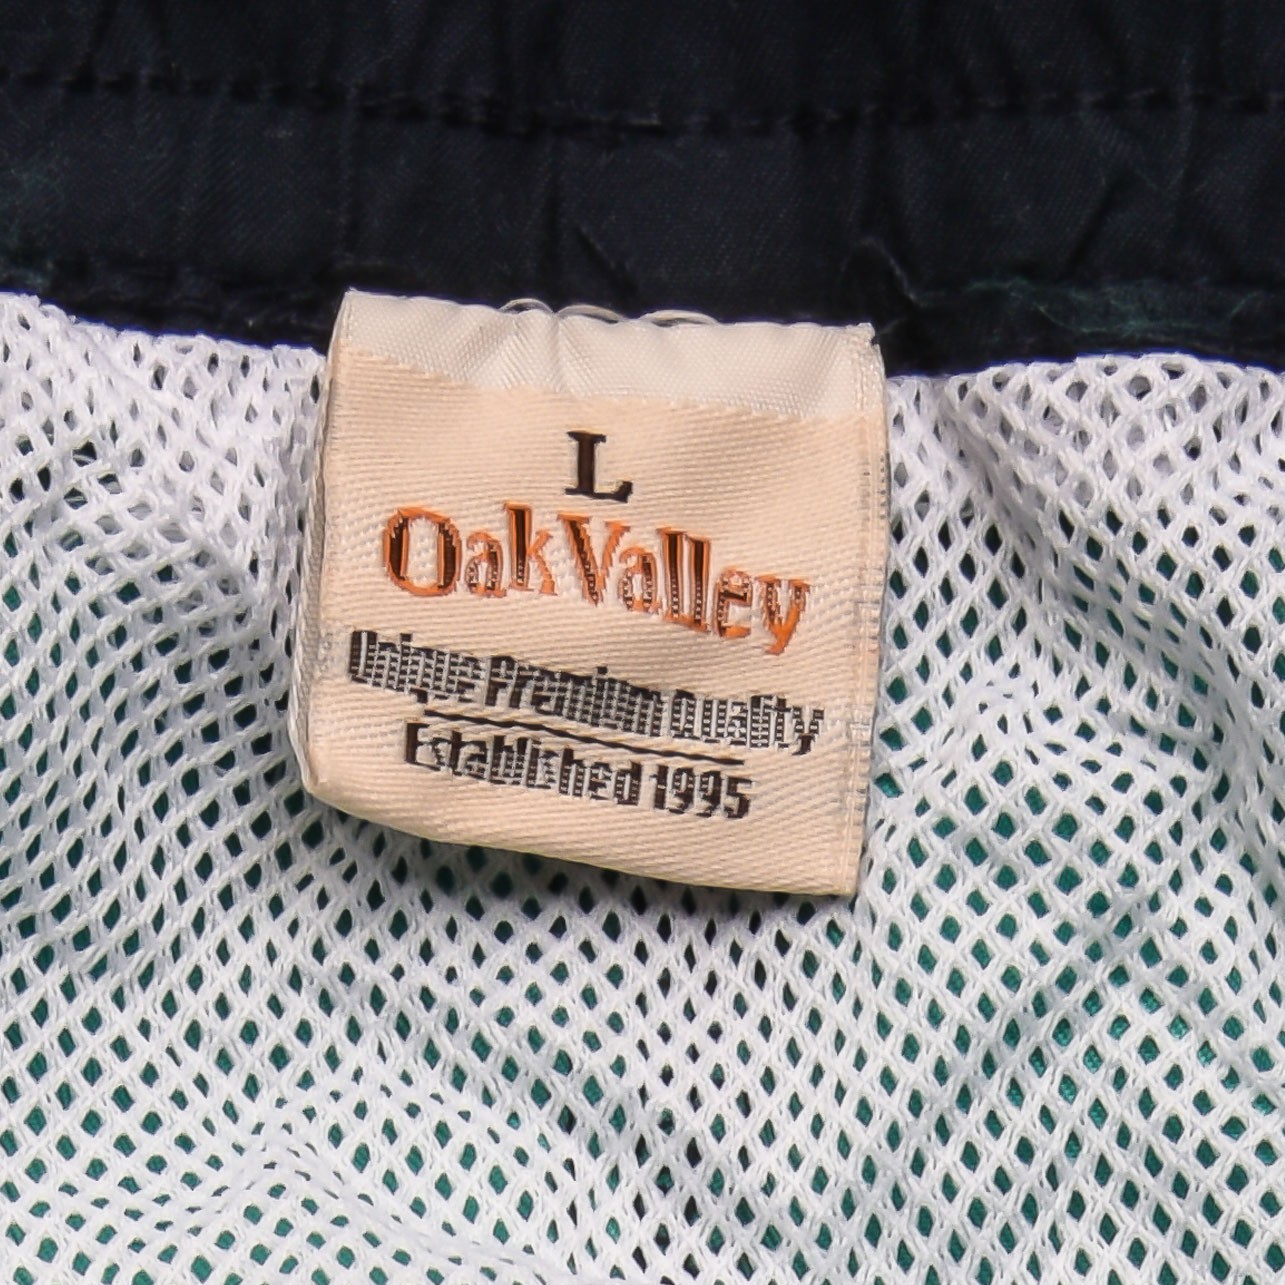 L
Oak Valley
Unique Premium Quality
Established 1995